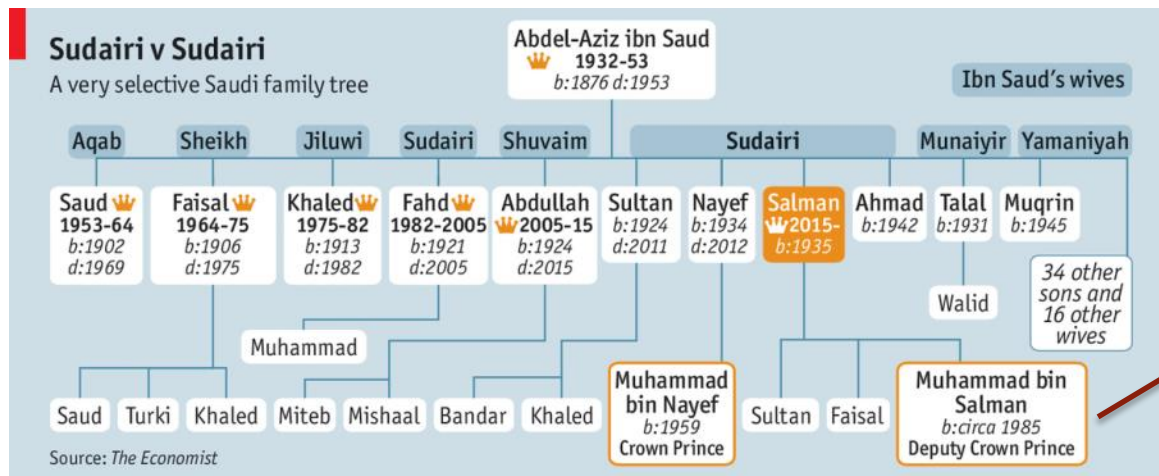 Sudairi v Sudairi
A very selective Saudi family tree
Abdel-Aziz ibn Saud
1932-53
b:1876 d:1953
Ibn Saud's wives
Aqab
Sheikh
Jiluwi
Sudairi
Shuvaim
Sudairi
Munaiyir
Yamaniyah
Saud
1953-64
b:1902
d:1969
Faisal
1964-75
b:1906
d:1975
Khaled
1975-82
b:1913
d:1982
Fahd
1982-2005
b:1921
d:2005
Abdullah
2005-15
b:1924
d:2015
Sultan
b:1924
d:2011
Nayef
b:1934
d:2012
Salman
2015-
b:1935
Ahmad
b:1942
Talal
b:1931
Muqrin
b:1945
34 other
sons and
16 other
wives
Walid
Muhammad
Saud
Turki
Khaled
Miteb
Mishaal
Bandar
Khaled
Muhammad
bin Nayef
b:1959
Crown Prince
Sultan
Faisal
Muhammad bin
Salman
b:circa 1985
Deputy Crown Prince
Source: The Economist